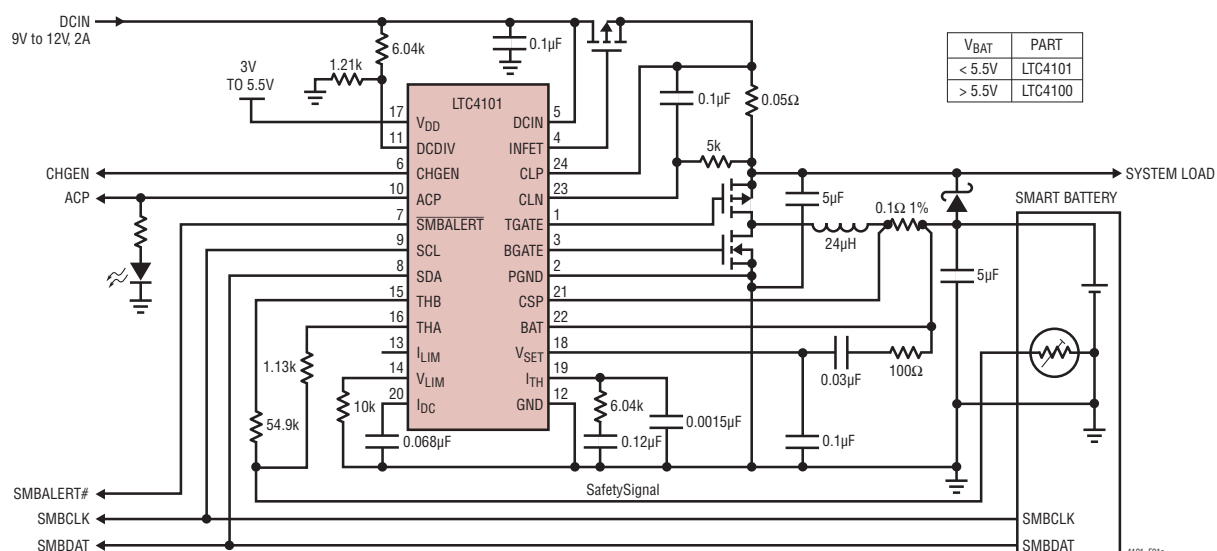 DCIN
9V to 12V, 2A
3V
TO 5.5V
1.21k
6.04k
0.1µF
0.1µF
0.05Ω
5k
V_BAT PART
< 5.5V LTC4101
> 5.5V LTC4100
LTC4101
17 V_DD
11 DCDIV
6 CHGEN
10 ACP
7 SMBALERT
9 SCL
8 SDA
15 THB
16 THA
13 I_LIM
14 V_LIM
20 I_DC
DCIN 5
INFET 4
CLP 24
CLN 23
TGATE 1
BGATE 3
PGND 2
CSP 21
BAT 22
V_SET 18
I_TH 19
GND 12
CHGEN
ACP
SYSTEM LOAD
SMART BATTERY
5µF
24µH
0.1Ω 1%
5µF
1.13k
54.9k
10k
0.068µF
6.04k
0.12µF
0.0015µF
0.03µF
100Ω
0.1µF
SafetySignal
SMBALERT#
SMBCLK
SMBDAT
SMBCLK
SMBDAT